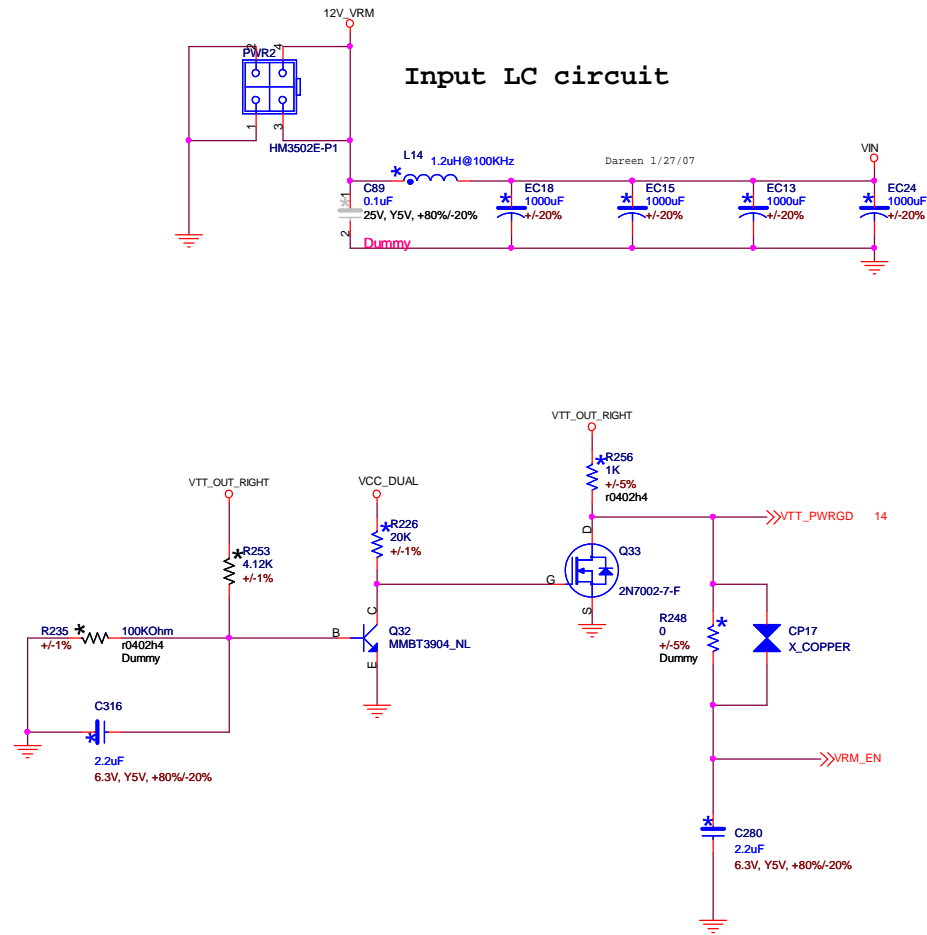 12V_VRM
2
4
PWR2
1
3
HM3502E-P1
Input LC circuit
L14
1.2uH@100KHz
Dareen 1/27/07
VIN
1
C89
0.1uF
25V, Y5V, +80%/-20%
2
Dummy
EC18
1000uF
+/-20%
EC15
1000uF
+/-20%
EC13
1000uF
+/-20%
EC24
1000uF
+/-20%
VTT_OUT_RIGHT
R256
1K
+/-5%
r0402h4
VTT_OUT_RIGHT
VCC_DUAL
R226
20K
+/-1%
R253
4.12K
+/-1%
VTT_PWRGD 14
D
Q33
G
2N7002-7-F
S
R235
+/-1%
100KOhm
r0402h4
Dummy
C
B
Q32
MMBT3904_NL
E
R248
0
+/-5%
Dummy
CP17
X_COPPER
C316
2.2uF
6.3V, Y5V, +80%/-20%
VRM_EN
C280
2.2uF
6.3V, Y5V, +80%/-20%